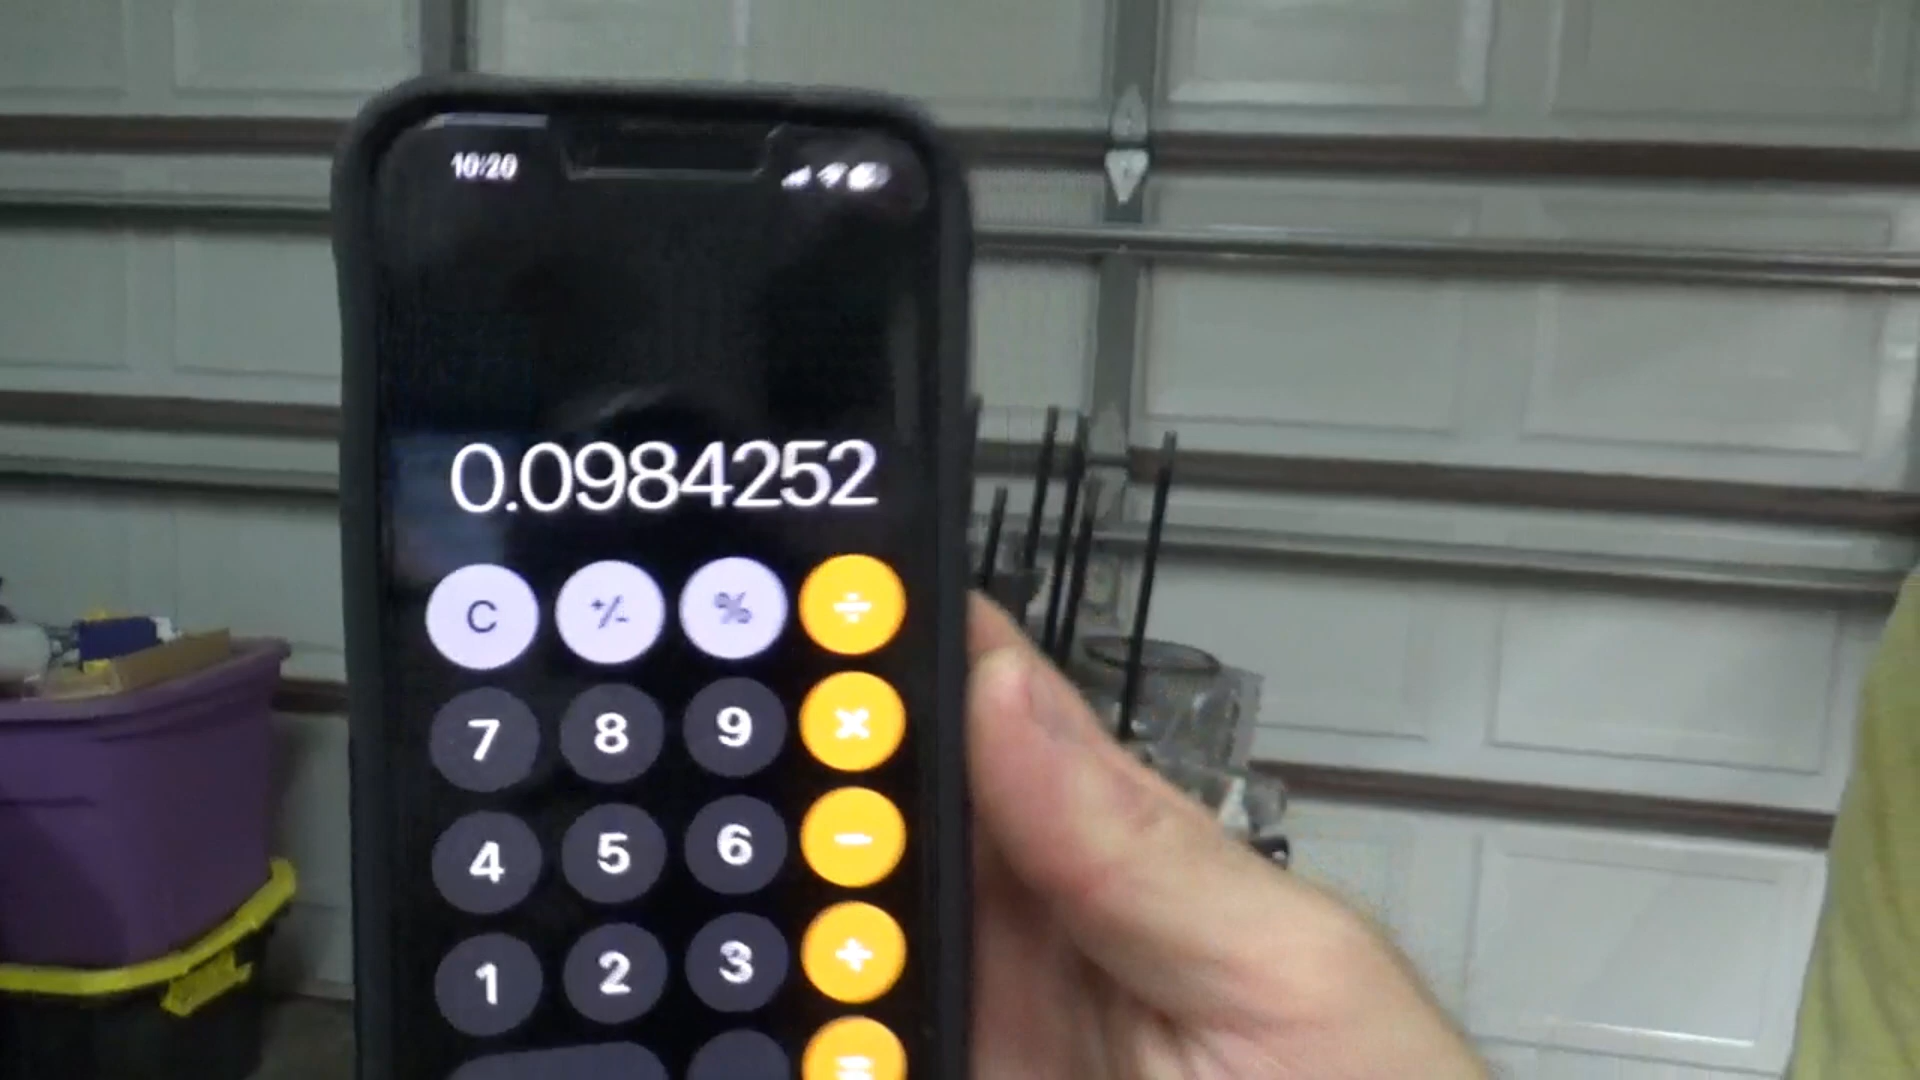 10:20
0.0984252
C +/- % ÷
7 8 9 ×
4 5 6 −
1 2 3 +
=